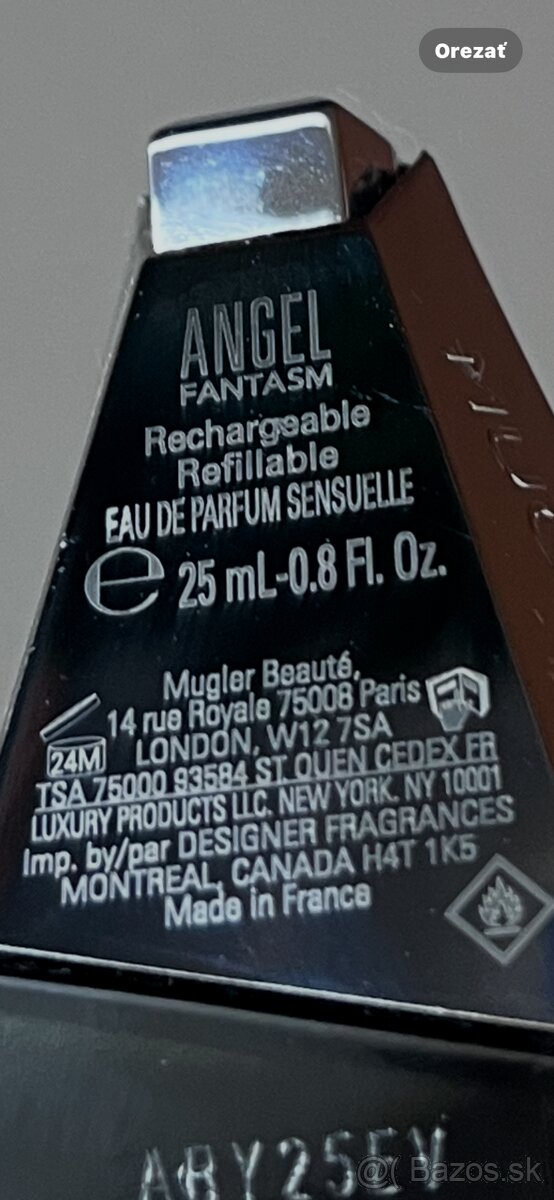 Orezať
ANGEL
FANTASM
Rechargeable
Refillable
EAU DE PARFUM SENSUELLE
e 25 mL-0.8 Fl. Oz.
Mugler Beauté,
14 rue Royale 75008 Paris
24M LONDON, W12 7SA
TSA 75000 93584 ST OUEN CEDEX FR
LUXURY PRODUCTS LLC. NEW YORK. NY 10001
Imp. by/par DESIGNER FRAGRANCES
MONTREAL, CANADA H4T 1K5
Made in France
Bazos.sk